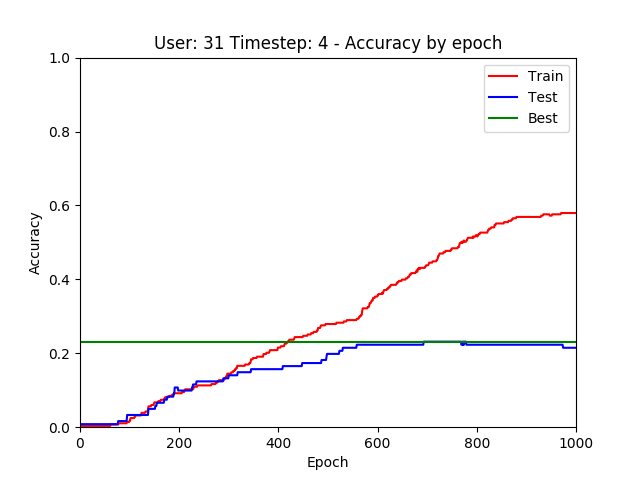 User: 31 Timestep: 4 - Accuracy by epoch
1.0
0.8
0.6
0.4
0.2
0.0
Accuracy
0 200 400 600 800 1000
Epoch
Train
Test
Best